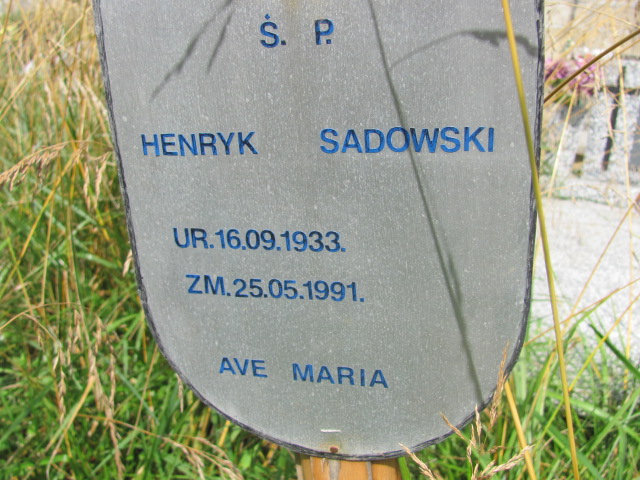 Ś. P.
HENRYK SADOWSKI
UR.16.09.1933.
ZM.25.05.1991.
AVE MARIA